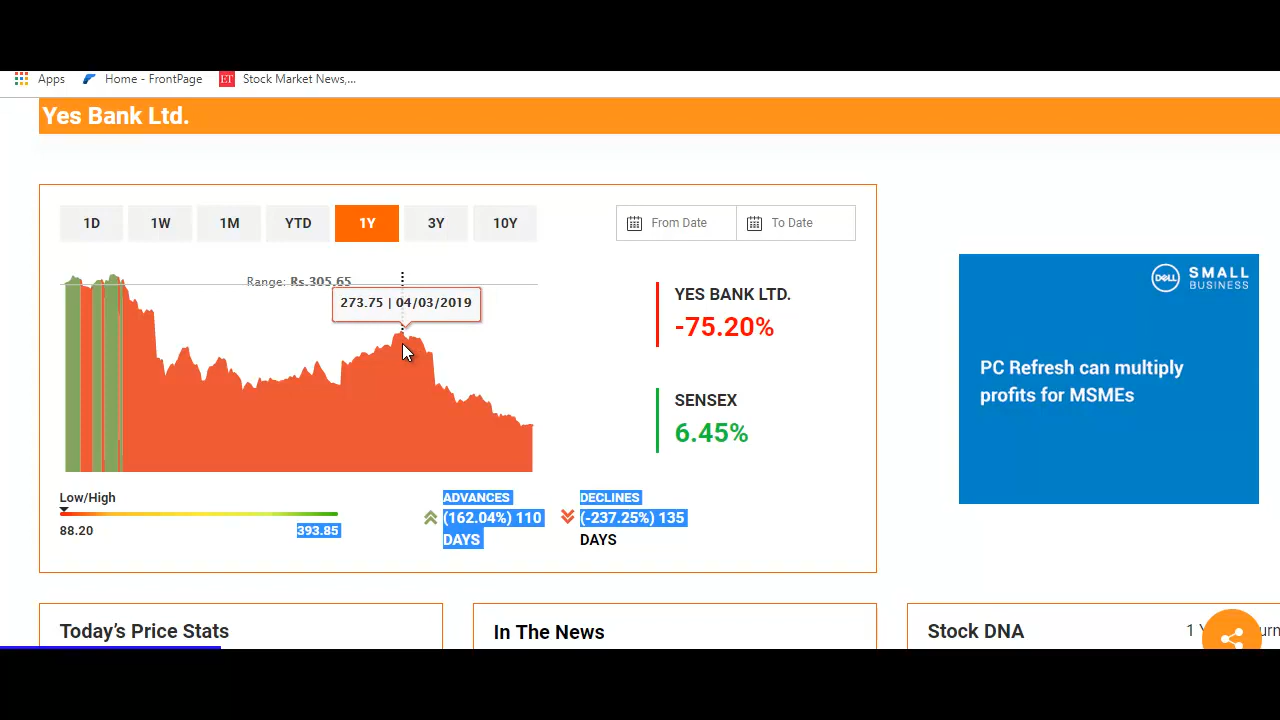 Apps Home - FrontPage ET Stock Market News,...
Yes Bank Ltd.
1D 1W 1M YTD 1Y 3Y 10Y
From Date To Date
Range: Rs.305.65
273.75 | 04/03/2019
YES BANK LTD.
-75.20%
SENSEX
6.45%
DELL SMALL BUSINESS
PC Refresh can multiply
profits for MSMEs
Low/High
88.20 393.85
ADVANCES
(162.04%) 110
DAYS
DECLINES
(-237.25%) 135
DAYS
Today's Price Stats
In The News
Stock DNA
1